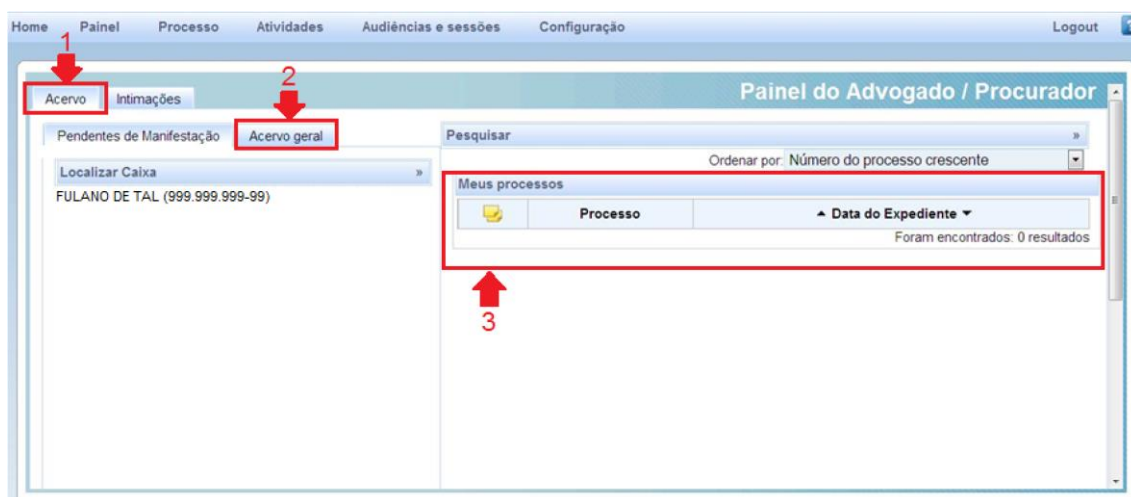 Home Painel Processo Atividades Audiências e sessões Configuração Logout ?
1
2
Acervo Intimações Painel do Advogado / Procurador
Pendentes de Manifestação Acervo geral Pesquisar »
Ordenar por: Número do processo crescente
Localizar Caixa »
Meus processos
FULANO DE TAL (999.999.999-99)
Processo Data do Expediente
Foram encontrados: 0 resultados
3